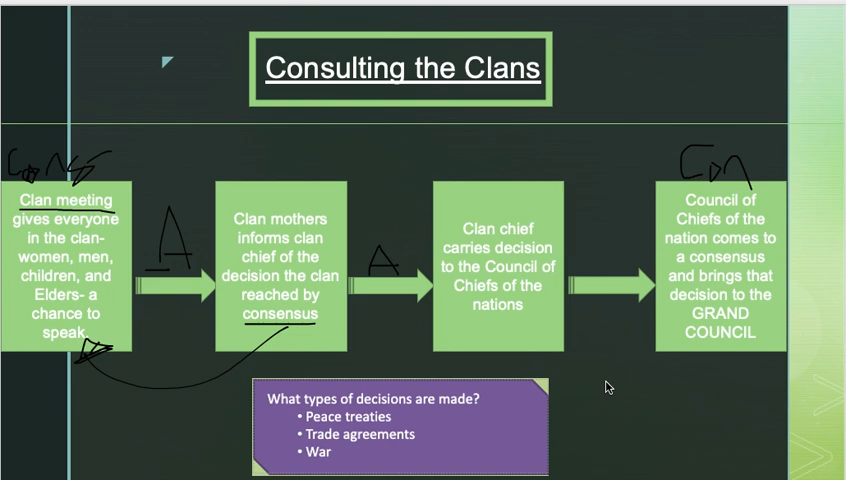 Consulting the Clans
Cons
Con
Clan meeting
gives everyone
in the clan-
women, men,
children, and
Elders- a
chance to
speak.
A
Clan mothers
informs clan
chief of the
decision the clan
reached by
consensus
A
Clan chief
carries decision
to the Council of
Chiefs of the
nations
Council of
Chiefs of the
nation comes to
a consensus
and brings that
decision to the
GRAND
COUNCIL
What types of decisions are made?
• Peace treaties
• Trade agreements
• War